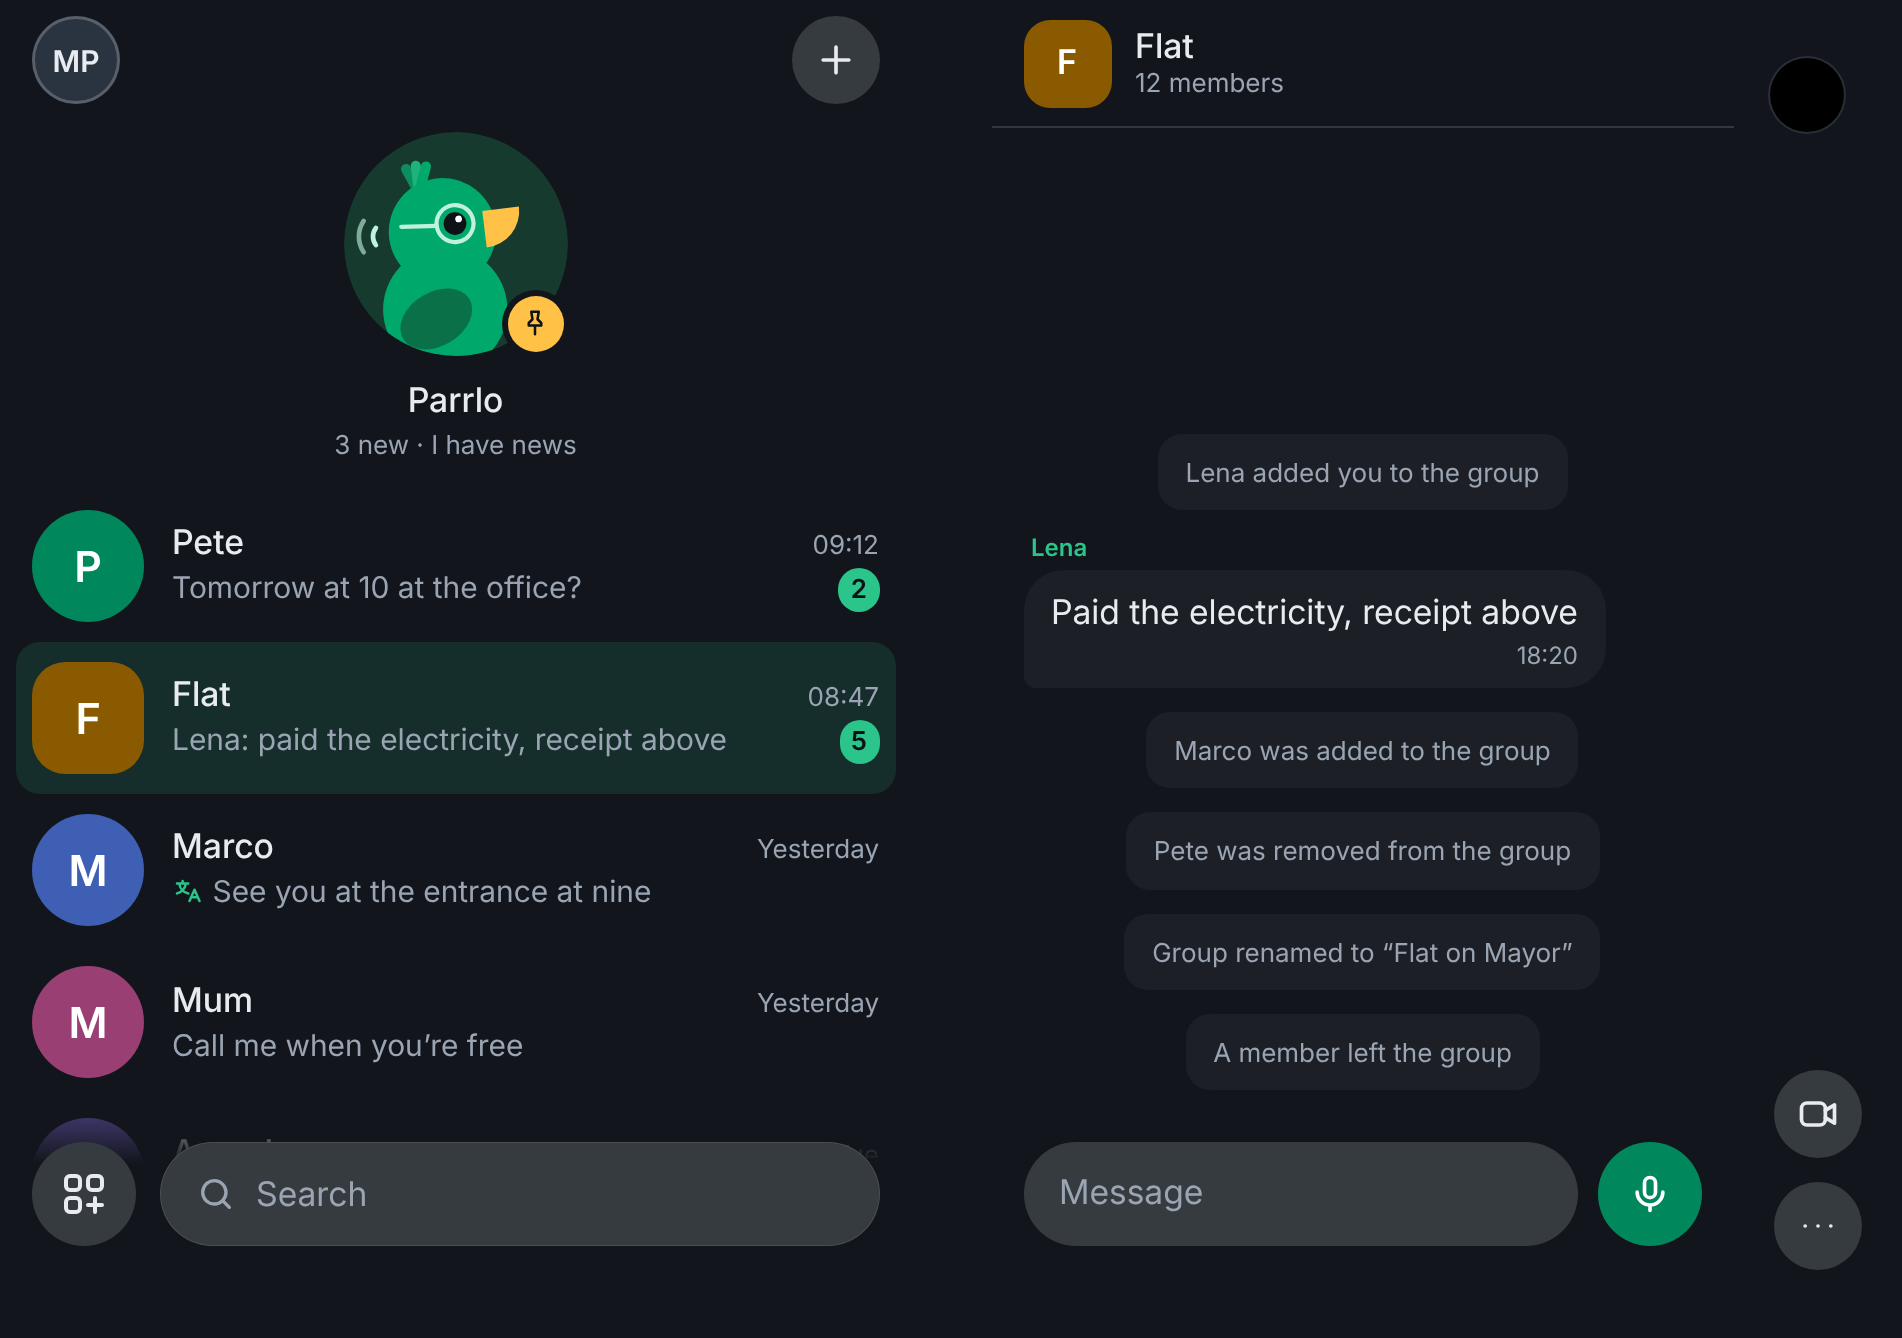 MP
Parrlo
3 new · I have news
P
Pete
09:12
Tomorrow at 10 at the office?
2
F
Flat
08:47
Lena: paid the electricity, receipt above
5
M
Marco
Yesterday
See you at the entrance at nine
M
Mum
Yesterday
Call me when you’re free
Search
F
Flat
12 members
Lena added you to the group
Lena
Paid the electricity, receipt above
18:20
Marco was added to the group
Pete was removed from the group
Group renamed to “Flat on Mayor”
A member left the group
Message